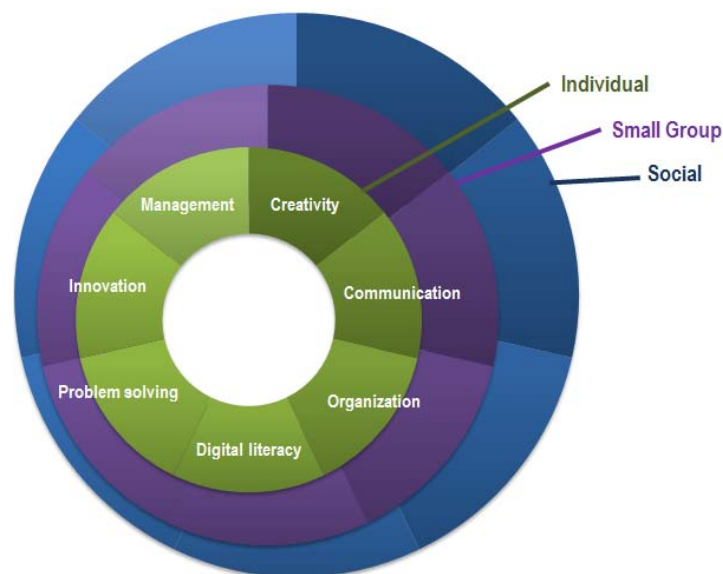 Individual
Small Group
Social
Management
Creativity
Innovation
Communication
Problem solving
Organization
Digital literacy